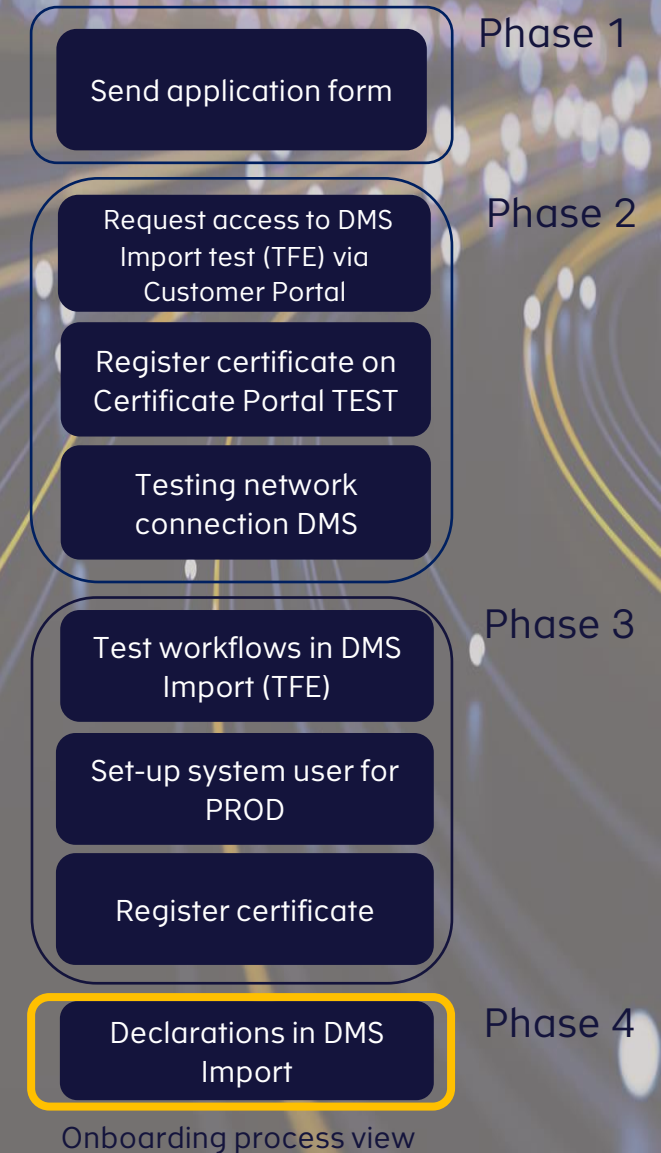 Phase 1
Send application form
Phase 2
Request access to DMS
Import test (TFE) via
Customer Portal
Register certificate on
Certificate Portal TEST
Testing network
connection DMS
Phase 3
Test workflows in DMS
Import (TFE)
Set-up system user for
PROD
Register certificate
Phase 4
Declarations in DMS
Import
Onboarding process view